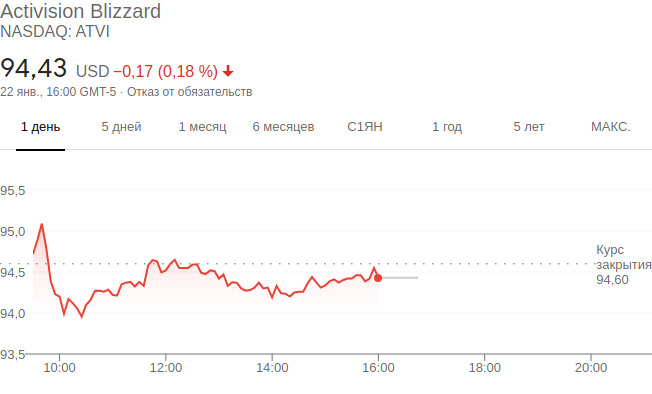 Activision Blizzard
NASDAQ: ATVI
94,43 USD −0,17 (0,18 %)
22 янв., 16:00 GMT-5 · Отказ от обязательств
1 день 5 дней 1 месяц 6 месяцев С1ЯН 1 год 5 лет МАКС.
95,5
95,0
Курс
закрытия
94,60
94,5
94,0
93,5
10:00 12:00 14:00 16:00 18:00 20:00